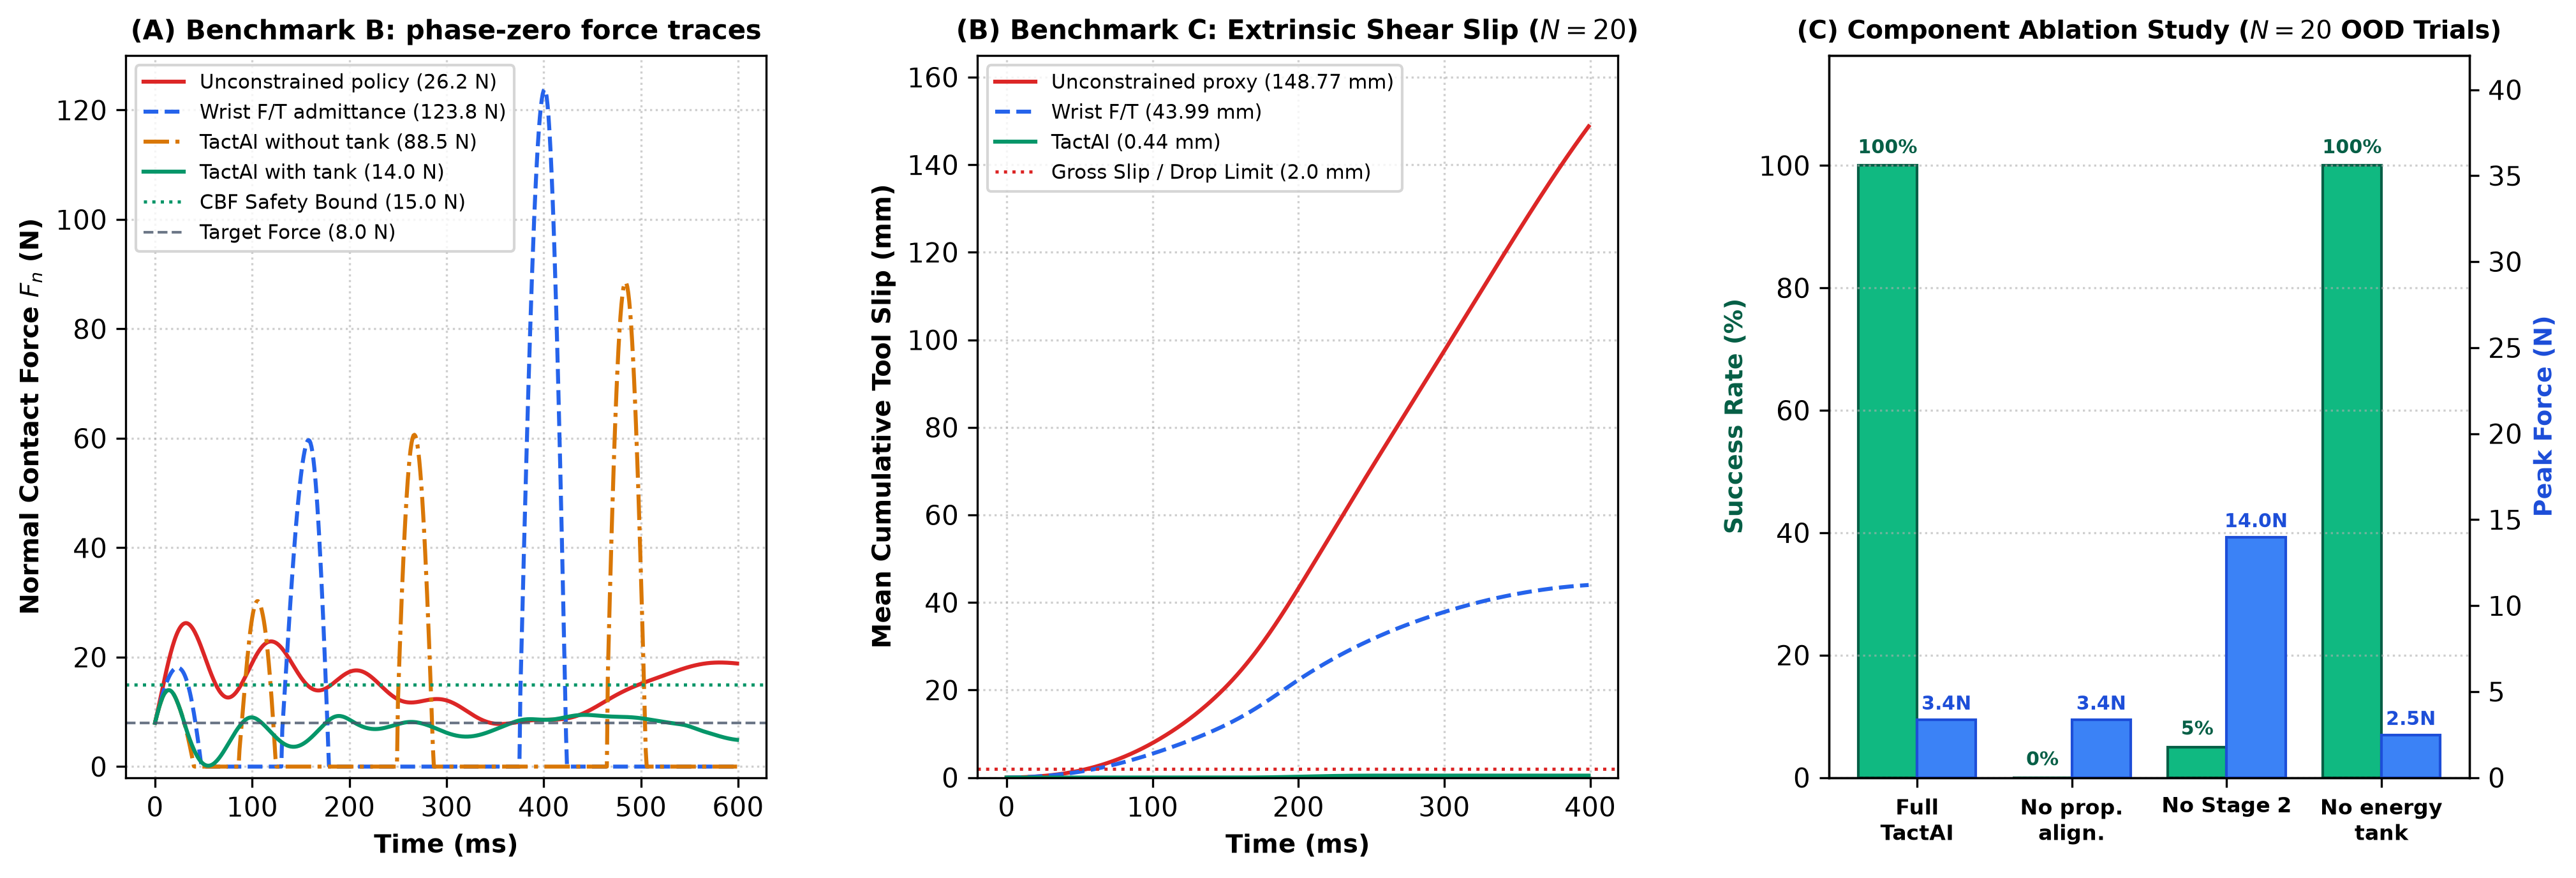 (A) Benchmark B: phase-zero force traces
Normal Contact Force Fn (N)
120
100
80
60
40
20
0
Unconstrained policy (26.2 N)
Wrist F/T admittance (123.8 N)
TactAI without tank (88.5 N)
TactAI with tank (14.0 N)
CBF Safety Bound (15.0 N)
Target Force (8.0 N)
0 100 200 300 400 500 600
Time (ms)
(B) Benchmark C: Extrinsic Shear Slip (N = 20)
Mean Cumulative Tool Slip (mm)
160
140
120
100
80
60
40
20
0
Unconstrained proxy (148.77 mm)
Wrist F/T (43.99 mm)
TactAI (0.44 mm)
Gross Slip / Drop Limit (2.0 mm)
0 100 200 300 400
Time (ms)
(C) Component Ablation Study (N = 20 OOD Trials)
Success Rate (%)
100
80
60
40
20
0
100%
3.4N
0%
3.4N
5%
14.0N
100%
2.5N
Full
TactAI
No prop.
align.
No Stage 2
No energy
tank
40
35
30
25
20
15
10
5
0
Peak Force (N)